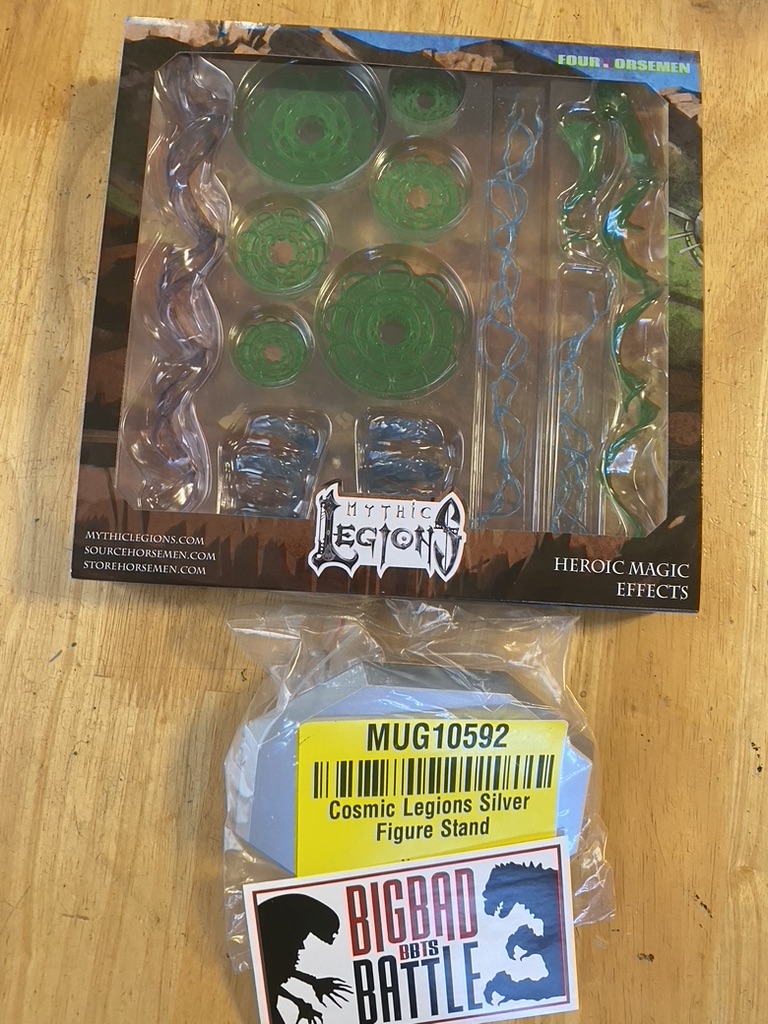 FOUR HORSEMEN
MYTHIC
LEGIONS
MYTHICLEGIONS.COM
SOURCEHORSEMEN.COM
STOREHORSEMEN.COM
HEROIC MAGIC
EFFECTS
MUG10592
Cosmic Legions Silver
Figure Stand
BIGBAD
BBTS
BATTLE